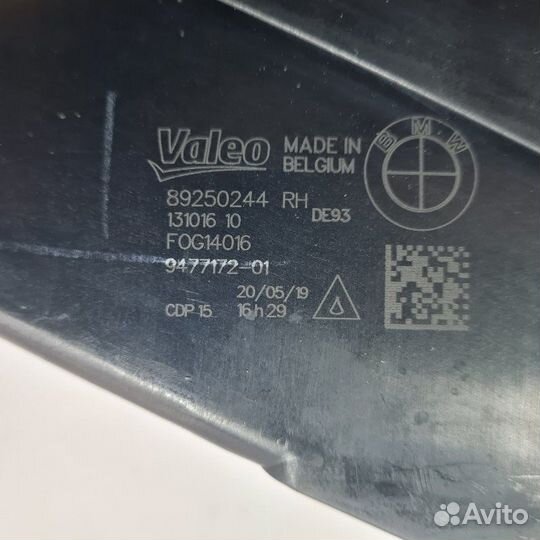 Valeo
MADE IN
BELGIUM
BMW
89250244 RH
131016 10
DE93
FOG14016
9477172-01
20/05/19
CDP 15
16h29
Avito